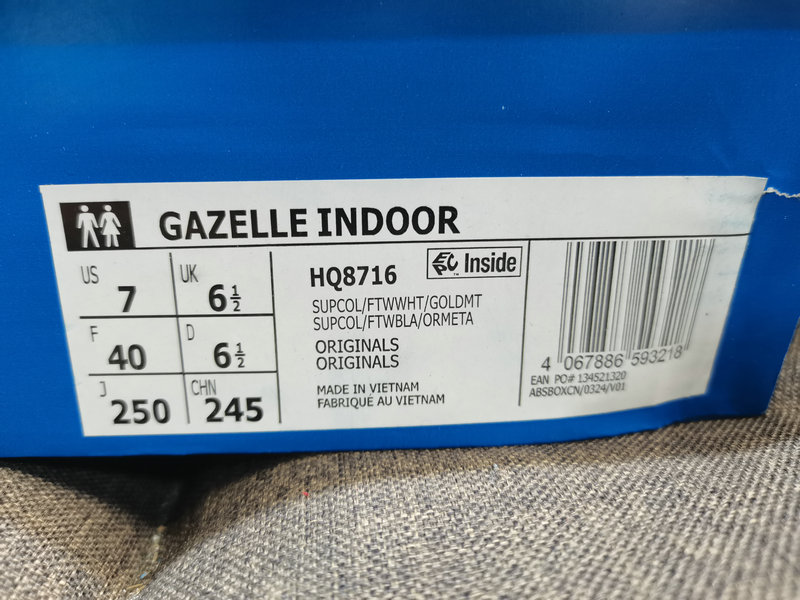 GAZELLE INDOOR
US 7 UK 6 1/2
F 40 D 6 1/2
J 250 CHN 245
HQ8716
EPC Inside
™
SUPCOL/FTWWHT/GOLDMT
SUPCOL/FTWBLA/ORMETA
ORIGINALS
ORIGINALS
MADE IN VIETNAM
FABRIQUÉ AU VIETNAM
4 067886 593218
EAN PO# 134521320
ABSBOXCN/0324/V01